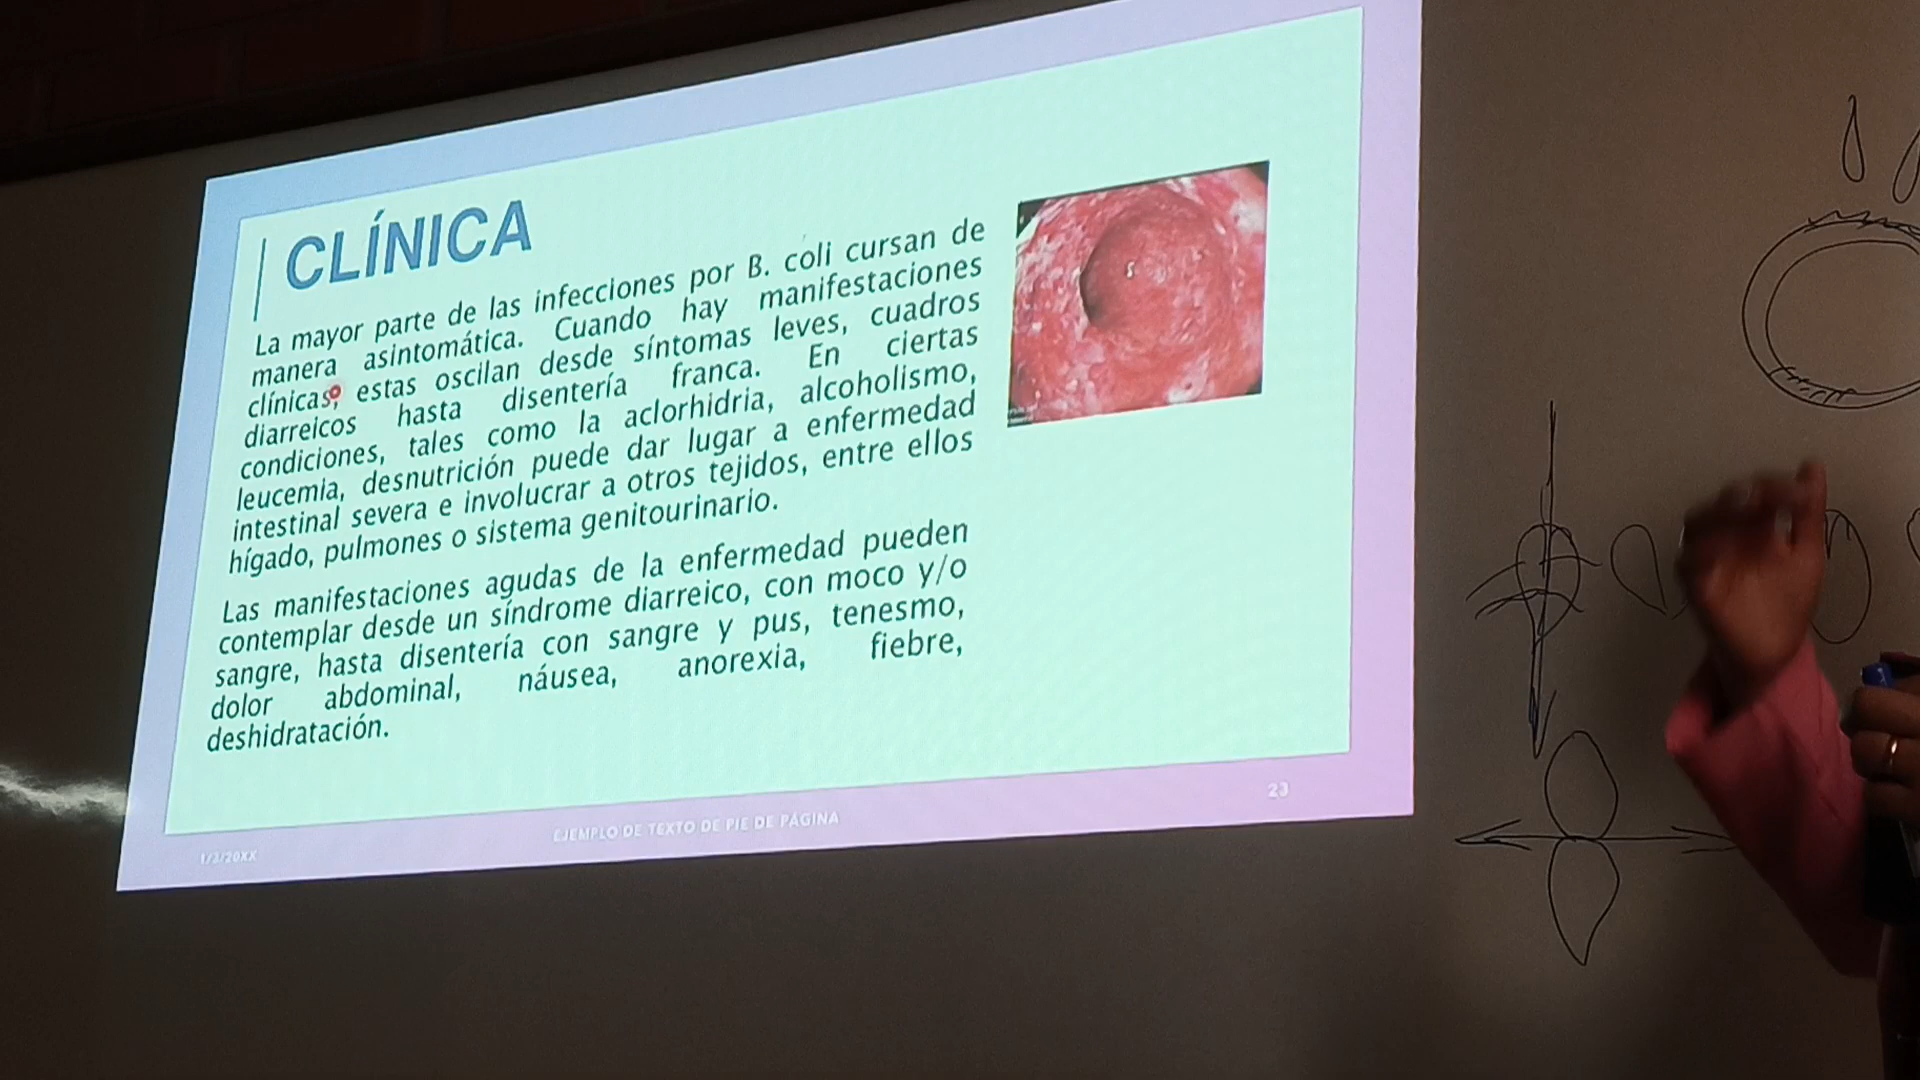 CLÍNICA
La mayor parte de las infecciones por B. coli cursan de
manera asintomática. Cuando hay manifestaciones
clínicas, estas oscilan desde síntomas leves, cuadros
diarreicos hasta disentería franca. En ciertas
condiciones, tales como la aclorhidria, alcoholismo,
leucemia, desnutrición puede dar lugar a enfermedad
intestinal severa e involucrar a otros tejidos, entre ellos
hígado, pulmones o sistema genitourinario.
Las manifestaciones agudas de la enfermedad pueden
contemplar desde un síndrome diarreico, con moco y/o
sangre, hasta disentería con sangre y pus, tenesmo,
dolor abdominal, náusea, anorexia, fiebre,
deshidratación.
1/3/20XX
EJEMPLO DE TEXTO DE PIE DE PÁGINA
23